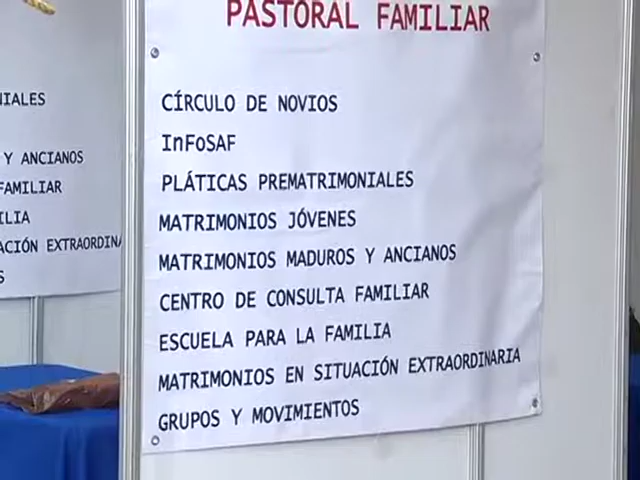 PASTORAL FAMILIAR
CÍRCULO DE NOVIOS
InFoSAF
PLÁTICAS PREMATRIMONIALES
MATRIMONIOS JÓVENES
MATRIMONIOS MADUROS Y ANCIANOS
CENTRO DE CONSULTA FAMILIAR
ESCUELA PARA LA FAMILIA
MATRIMONIOS EN SITUACIÓN EXTRAORDINARIA
GRUPOS Y MOVIMIENTOS
Y ANCIANOS